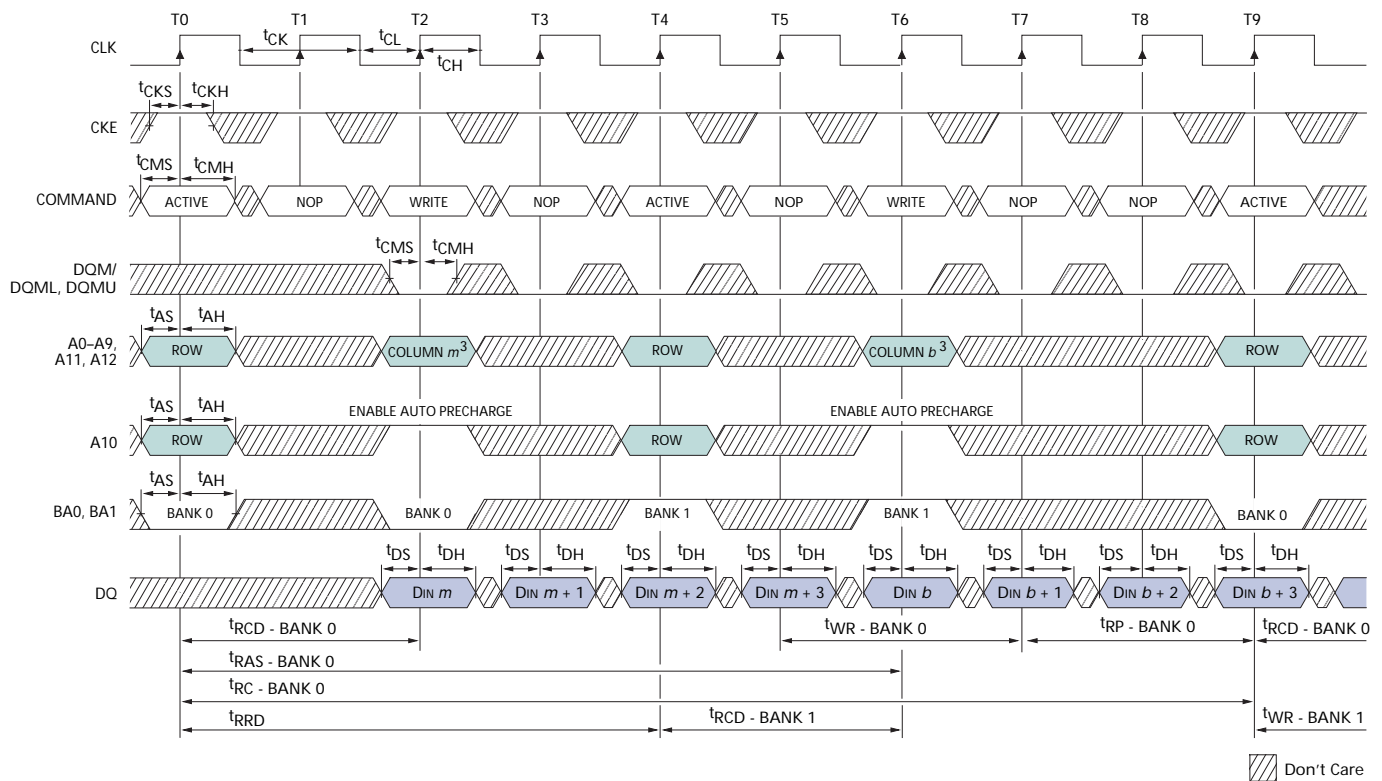 T0 T1 T2 T3 T4 T5 T6 T7 T8 T9
CLK tCK tCL tCH
tCKS tCKH
CKE
tCMS tCMH
COMMAND ACTIVE NOP WRITE NOP ACTIVE NOP WRITE NOP NOP ACTIVE
tCMS tCMH
DQM/
DQML, DQMU
tAS tAH
A0–A9,
A11, A12
ROW COLUMN m3 ROW COLUMN b3 ROW
tAS tAH ENABLE AUTO PRECHARGE ENABLE AUTO PRECHARGE
A10 ROW ROW ROW
tAS tAH
BA0, BA1 BANK 0 BANK 0 BANK 1 BANK 1 BANK 0
tDS tDH tDS tDH tDS tDH tDS tDH tDS tDH tDS tDH tDS tDH tDS tDH
DQ DIN m DIN m + 1 DIN m + 2 DIN m + 3 DIN b DIN b + 1 DIN b + 2 DIN b + 3
tRCD - BANK 0 tWR - BANK 0 tRP - BANK 0 tRCD - BANK 0
tRAS - BANK 0
tRC - BANK 0
tRRD tRCD - BANK 1 tWR - BANK 1
Don't Care